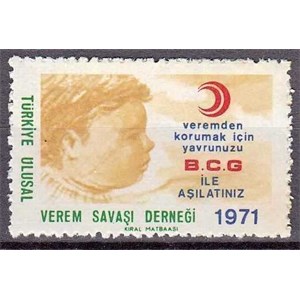 TÜRKİYE ULUSAL
veremden
korumak için
yavrunuzu
B.C.G
İLE
AŞILATINIZ
VEREM SAVAŞI DERNEĞİ 1971
KIRAL MATBAASI